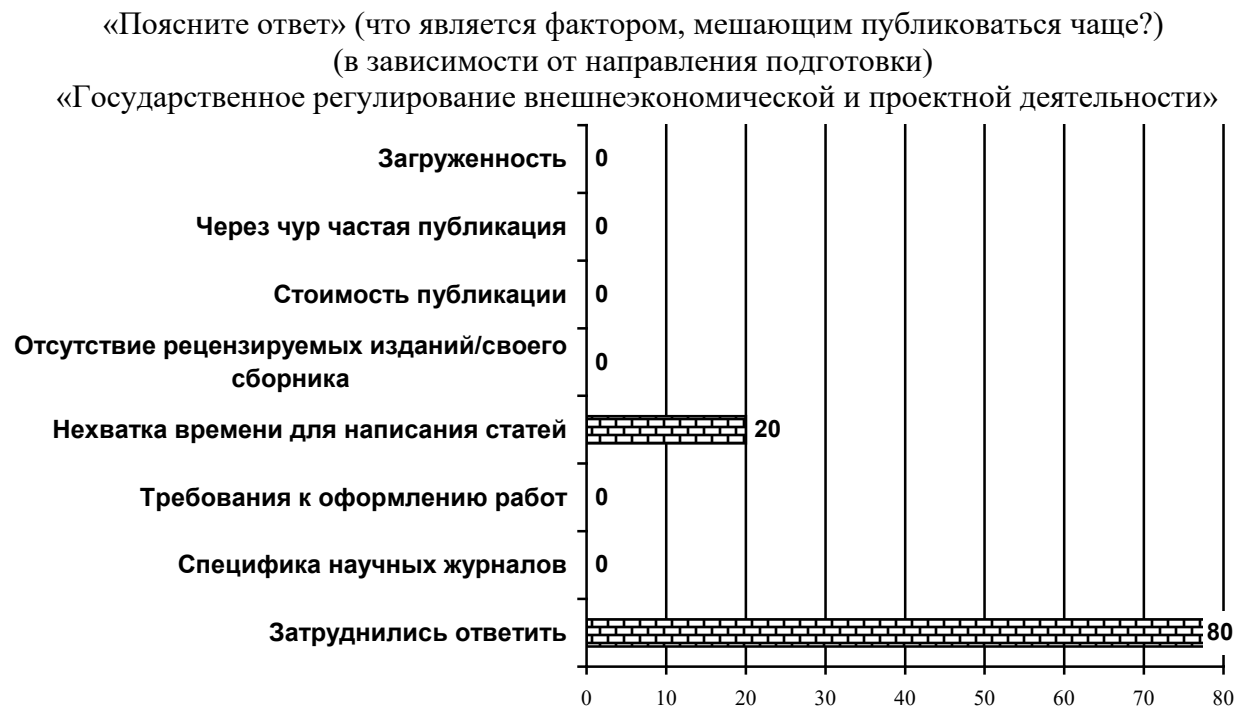 «Поясните ответ» (что является фактором, мешающим публиковаться чаще?)
(в зависимости от направления подготовки)
«Государственное регулирование внешнеэкономической и проектной деятельности»
Загруженность 0
Через чур частая публикация 0
Стоимость публикации 0
Отсутствие рецензируемых изданий/своего
сборника 0
Нехватка времени для написания статей 20
Требования к оформлению работ 0
Специфика научных журналов 0
Затруднились ответить 80
0 10 20 30 40 50 60 70 80